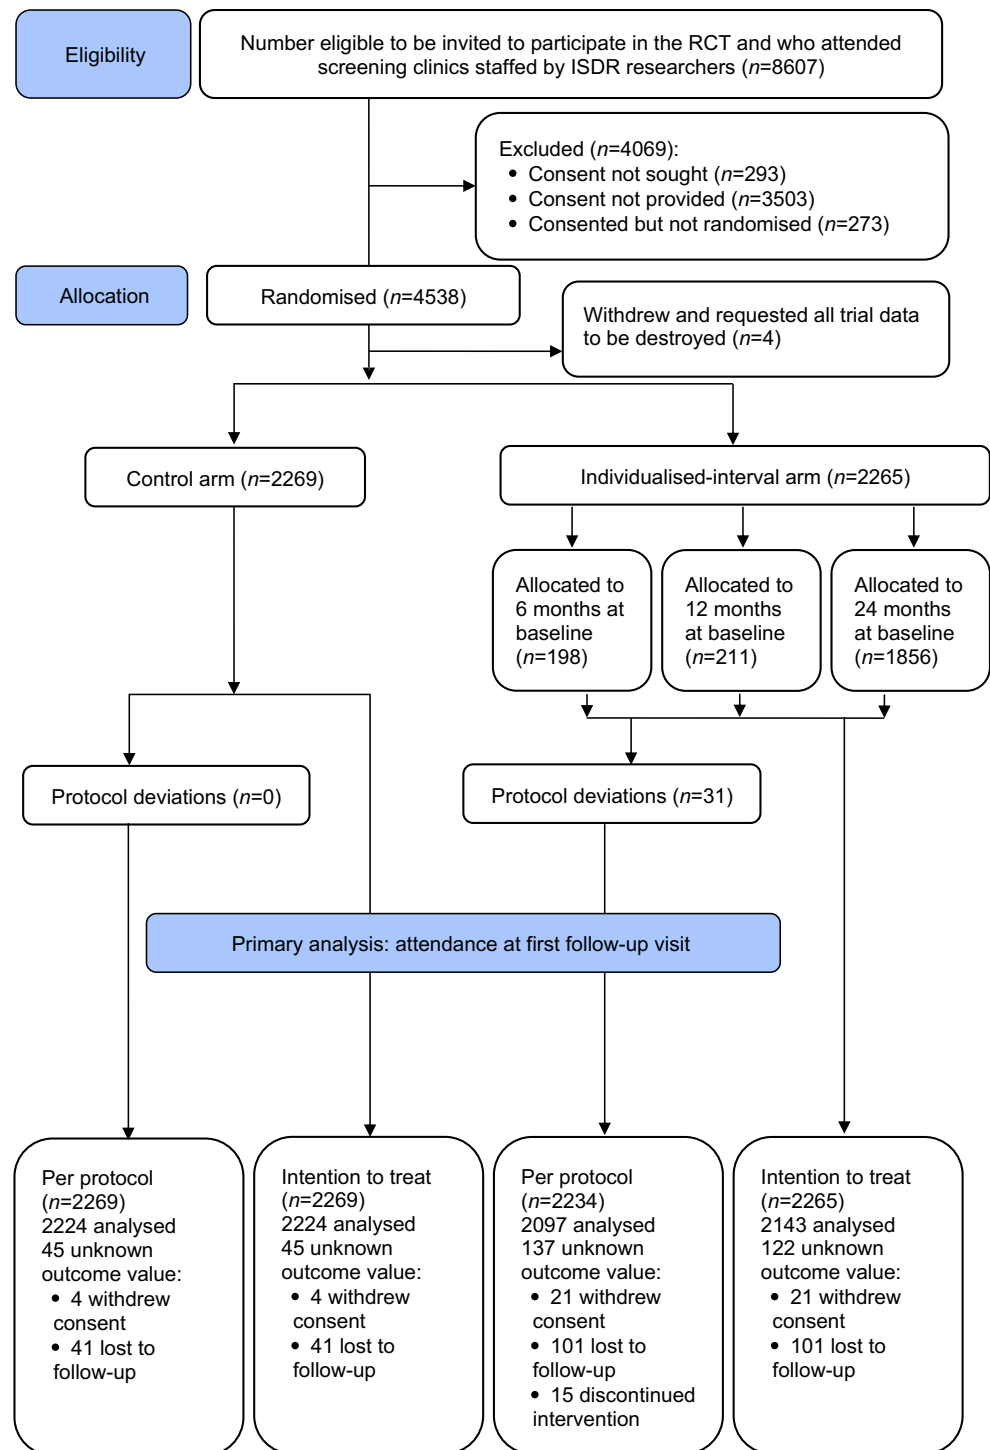 Eligibility
Number eligible to be invited to participate in the RCT and who attended
screening clinics staffed by ISDR researchers (n=8607)
Excluded (n=4069):
• Consent not sought (n=293)
• Consent not provided (n=3503)
• Consented but not randomised (n=273)
Allocation
Randomised (n=4538)
Withdrew and requested all trial data
to be destroyed (n=4)
Control arm (n=2269)
Individualised-interval arm (n=2265)
Allocated to
6 months at
baseline
(n=198)
Allocated to
12 months
at baseline
(n=211)
Allocated to
24 months
at baseline
(n=1856)
Protocol deviations (n=0)
Protocol deviations (n=31)
Primary analysis: attendance at first follow-up visit
Per protocol
(n=2269)
2224 analysed
45 unknown
outcome value:
• 4 withdrew
consent
• 41 lost to
follow-up
Intention to treat
(n=2269)
2224 analysed
45 unknown
outcome value:
• 4 withdrew
consent
• 41 lost to
follow-up
Per protocol
(n=2234)
2097 analysed
137 unknown
outcome value:
• 21 withdrew
consent
• 101 lost to
follow-up
• 15 discontinued
intervention
Intention to treat
(n=2265)
2143 analysed
122 unknown
outcome value:
• 21 withdrew
consent
• 101 lost to
follow-up